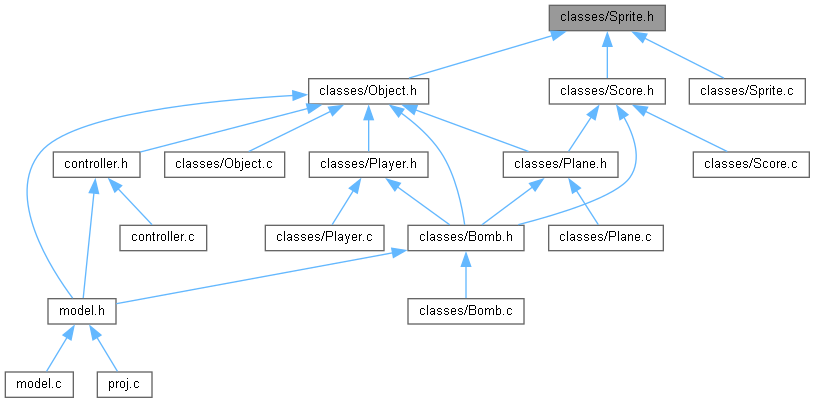 classes/Sprite.h
classes/Object.h
classes/Score.h
classes/Sprite.c
controller.h
classes/Object.c
classes/Player.h
classes/Plane.h
classes/Score.c
controller.c
classes/Player.c
classes/Bomb.h
classes/Plane.c
model.h
classes/Bomb.c
model.c
proj.c